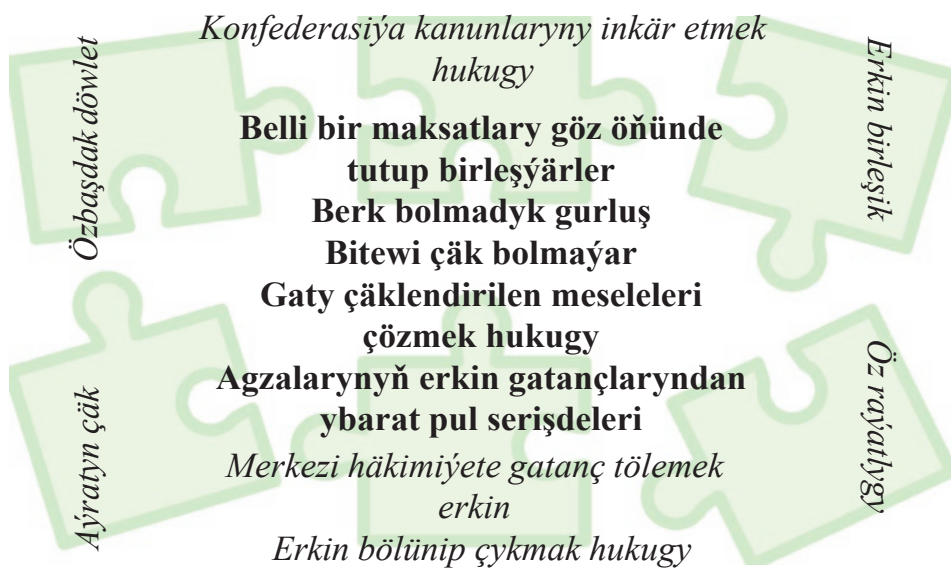 Konfederasiýa kanunlaryny inkär etmek
hukugy
Özbaşdak döwlet
Erkin birleşik
Belli bir maksatlary göz öňünde
tutup birleşýärler
Berk bolmadyk gurluş
Bitewi çäk bolmaýar
Gaty çäklendirilen meseleleri
çözmek hukugy
Agzalarynyň erkin gatançlaryndan
ybarat pul serişdeleri
Aýratyn çäk
Öz raýatlygy
Merkezi häkimiýete gatanç tölemek
erkin
Erkin bölünip çykmak hukugy